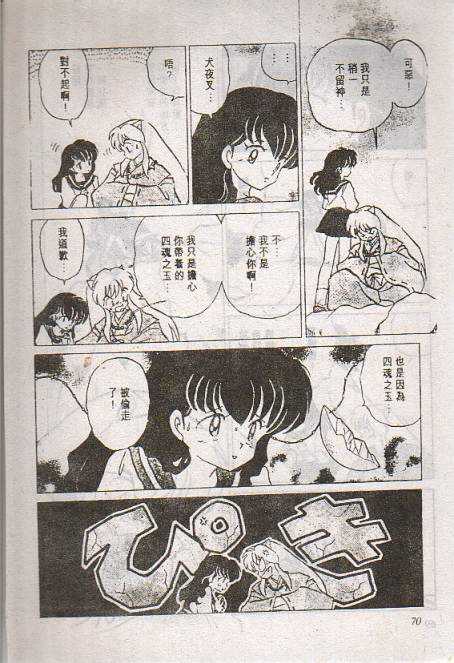 可惡!
我只是
稍一
不留神…
……
犬夜叉…
唔?
對不起啊!
不…
我不是
擔心你啊!
我只是擔心
你帶着的
四魂之玉
我道歉…
也是因為
四魂之玉…
被偷走
了!
ぴき
70